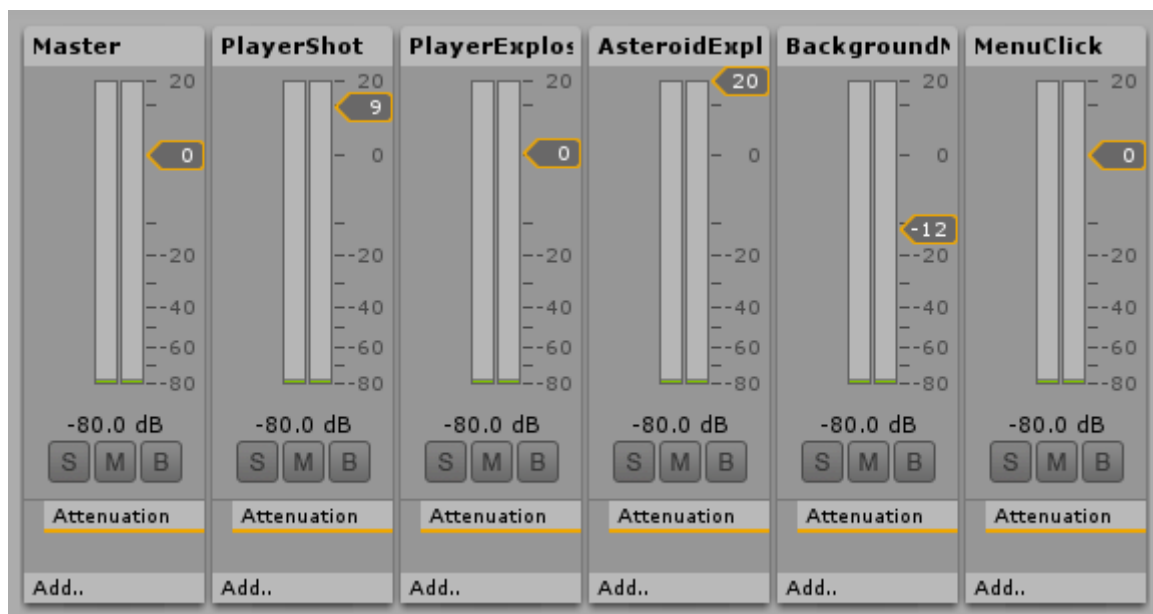 Master
20
0
-20
-40
-60
-80
-80.0 dB
S M B
Attenuation
Add..
PlayerShot
20
9
0
-20
-40
-60
-80
-80.0 dB
S M B
Attenuation
Add..
PlayerExplos
20
0
-20
-40
-60
-80
-80.0 dB
S M B
Attenuation
Add..
AsteroidExpl
20
0
-20
-40
-60
-80
-80.0 dB
S M B
Attenuation
Add..
BackgroundM
20
0
-12
-20
-40
-60
-80
-80.0 dB
S M B
Attenuation
Add..
MenuClick
20
0
-20
-40
-60
-80
-80.0 dB
S M B
Attenuation
Add..